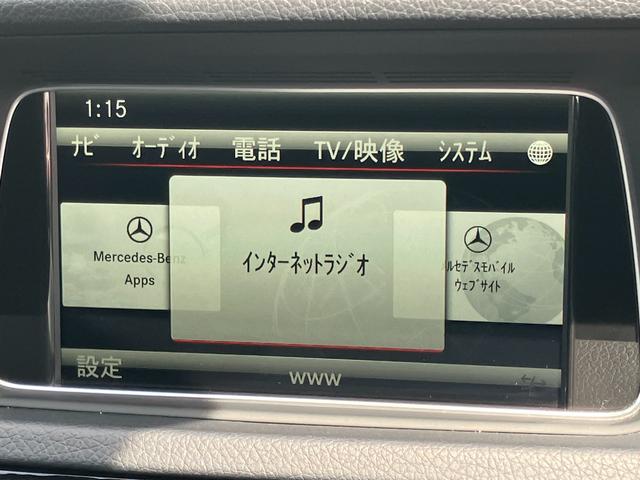 1:15
ナビ オーディオ 電話 TV/映像 システム
Mercedes-Benz
Apps
インターネットラジオ
ルセデスモバイル
ウェブサイト
設定
www